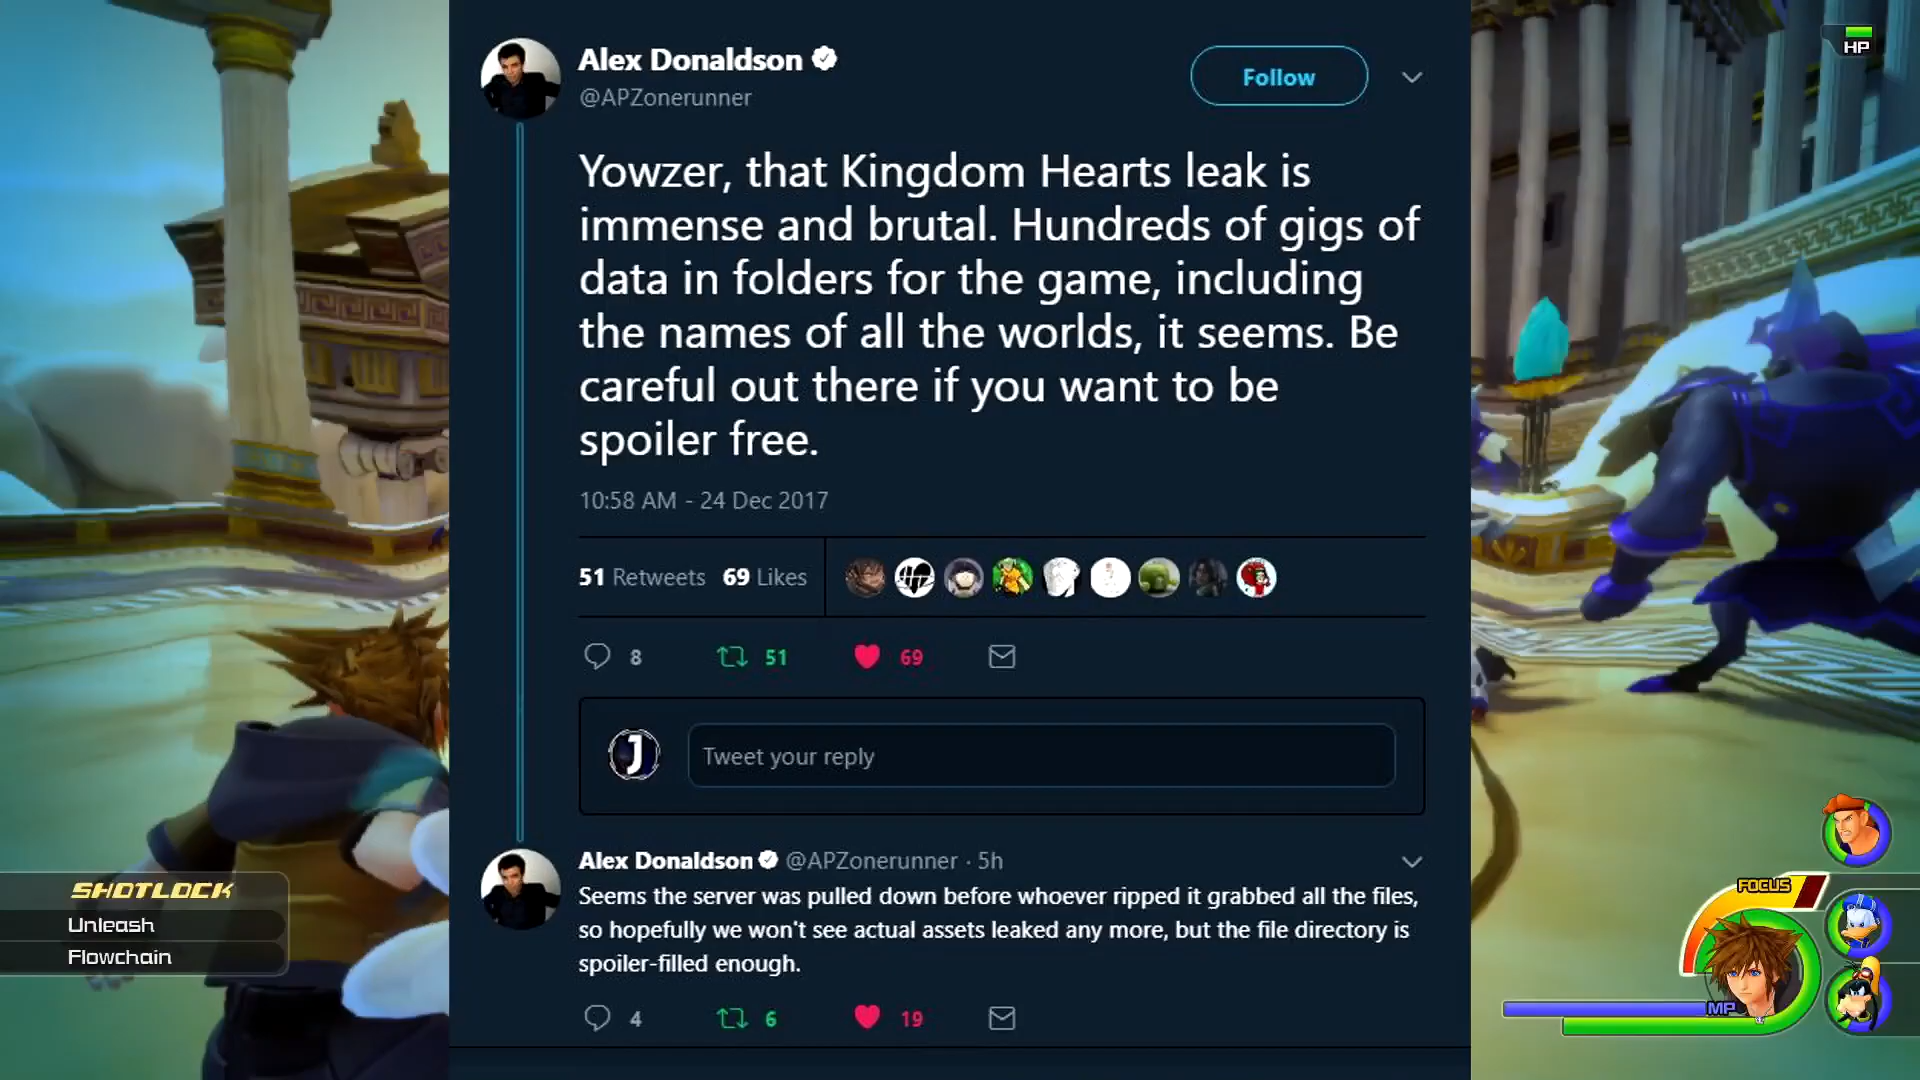 Alex Donaldson
@APZonerunner
Follow
HP
Yowzer, that Kingdom Hearts leak is
immense and brutal. Hundreds of gigs of
data in folders for the game, including
the names of all the worlds, it seems. Be
careful out there if you want to be
spoiler free.
10:58 AM - 24 Dec 2017
51 Retweets 69 Likes
8 51 69
J
Tweet your reply
Alex Donaldson @APZonerunner · 5h
Seems the server was pulled down before whoever ripped it grabbed all the files,
so hopefully we won't see actual assets leaked any more, but the file directory is
spoiler-filled enough.
4 6 19
SHOTLOCK
Unleash
Flowchain
FOCUS
MP